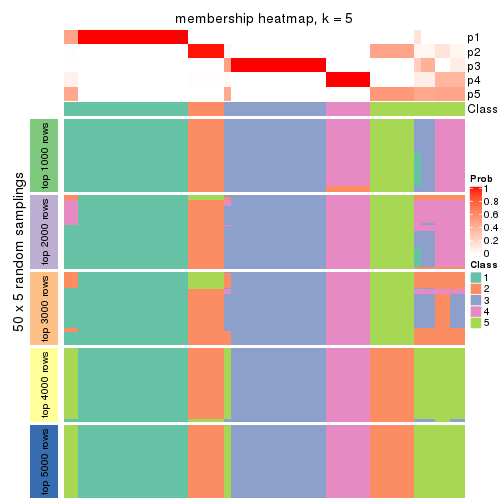 membership heatmap, k = 5
p1
p2
p3
p4
p5
Class
50 x 5 random samplings
top 1000 rows
top 2000 rows
top 3000 rows
top 4000 rows
top 5000 rows
Prob
1
0.8
0.6
0.4
0.2
0
Class
1
2
3
4
5